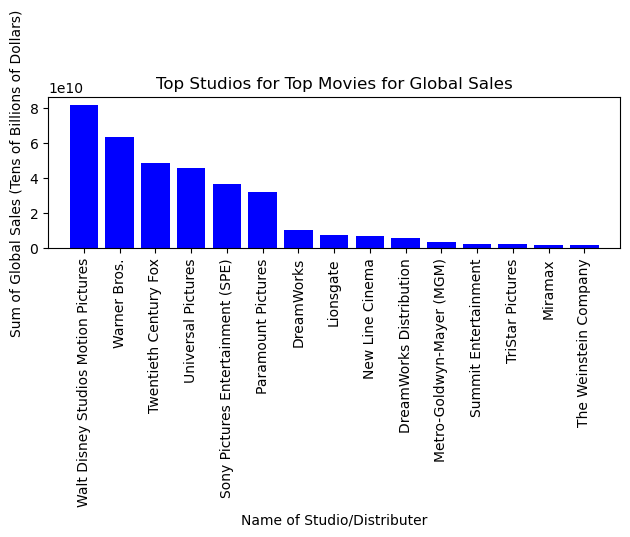 Top Studios for Top Movies for Global Sales
1e10
Sum of Global Sales (Tens of Billions of Dollars)
8
6
4
2
0
Walt Disney Studios Motion Pictures
Warner Bros.
Twentieth Century Fox
Universal Pictures
Sony Pictures Entertainment (SPE)
Paramount Pictures
DreamWorks
Lionsgate
New Line Cinema
DreamWorks Distribution
Metro-Goldwyn-Mayer (MGM)
Summit Entertainment
TriStar Pictures
Miramax
The Weinstein Company
Name of Studio/Distributer